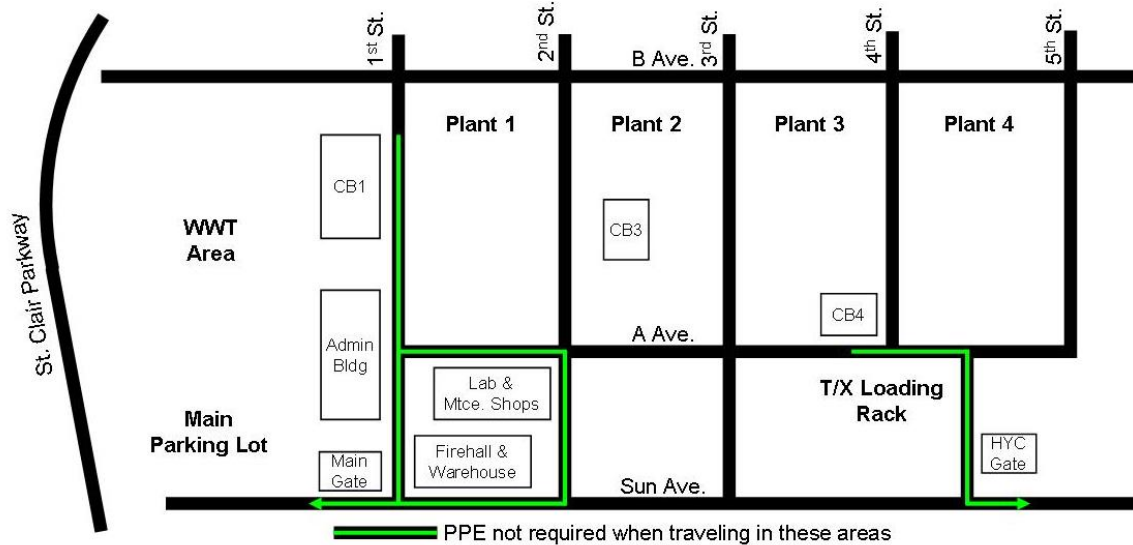 1st St.
2nd St.
3rd St.
4th St.
5th St.
B Ave.
Plant 1
Plant 2
Plant 3
Plant 4
CB1
CB3
WWT
Area
St. Clair Parkway
CB4
A Ave.
Admin
Bldg
Lab &
Mtce. Shops
T/X Loading
Rack
Main
Parking Lot
Firehall &
Warehouse
HYC
Gate
Main
Gate
Sun Ave.
PPE not required when traveling in these areas